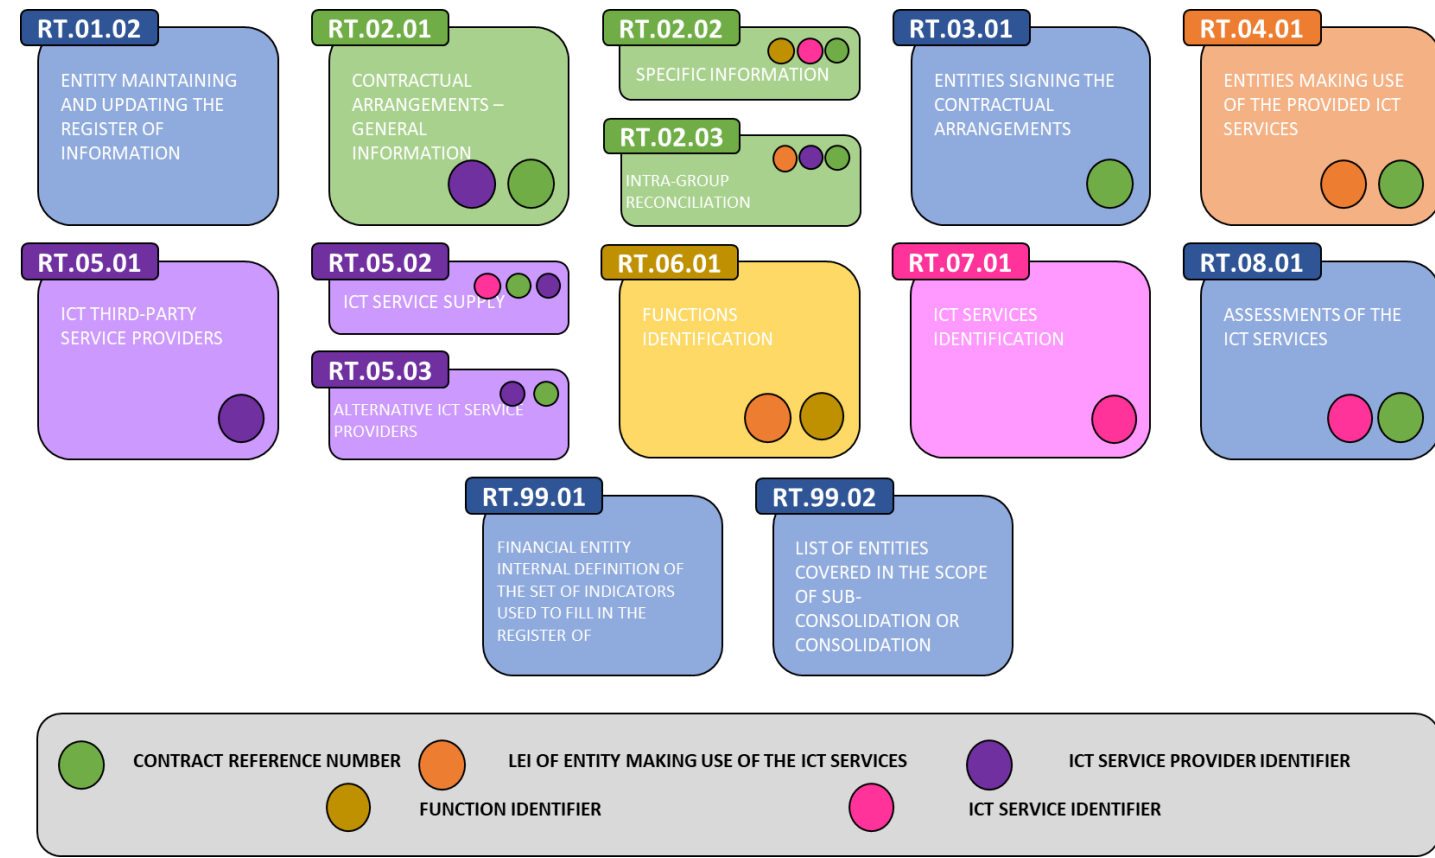 RT.01.02
ENTITY MAINTAINING
AND UPDATING THE
REGISTER OF
INFORMATION
RT.02.01
CONTRACTUAL
ARRANGEMENTS –
GENERAL
INFORMATION
RT.02.02
SPECIFIC INFORMATION
RT.02.03
INTRA-GROUP
RECONCILIATION
RT.03.01
ENTITIES SIGNING THE
CONTRACTUAL
ARRANGEMENTS
RT.04.01
ENTITIES MAKING USE
OF THE PROVIDED ICT
SERVICES
RT.05.01
ICT THIRD-PARTY
SERVICE PROVIDERS
RT.05.02
ICT SERVICE SUPPLY
RT.05.03
ALTERNATIVE ICT SERVICE
PROVIDERS
RT.06.01
FUNCTIONS
IDENTIFICATION
RT.07.01
ICT SERVICES
IDENTIFICATION
RT.08.01
ASSESSMENTS OF THE
ICT SERVICES
RT.99.01
FINANCIAL ENTITY
INTERNAL DEFINITION OF
THE SET OF INDICATORS
USED TO FILL IN THE
REGISTER OF
RT.99.02
LIST OF ENTITIES
COVERED IN THE SCOPE
OF SUB-
CONSOLIDATION OR
CONSOLIDATION
CONTRACT REFERENCE NUMBER
LEI OF ENTITY MAKING USE OF THE ICT SERVICES
ICT SERVICE PROVIDER IDENTIFIER
FUNCTION IDENTIFIER
ICT SERVICE IDENTIFIER